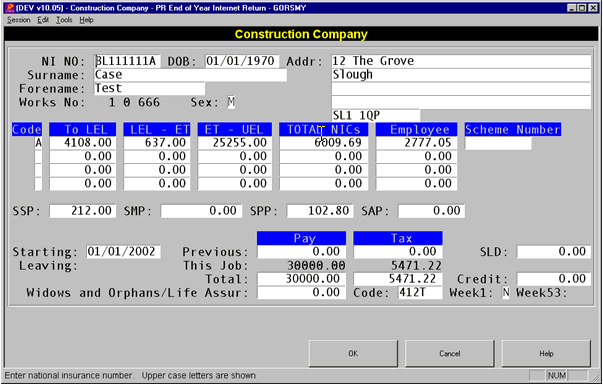 (DEV v10.05) - Construction Company - PR End of Year Internet Return - GORSMY
Session Edit Tools Help
Construction Company
NI NO: BL111111A DOB: 01/01/1970 Addr: 12 The Grove
Surname: Case Slough
Forename: Test
Works No: 1 0 666 Sex: M
SL1 1QP
Code To LEL LEL - ET ET - UEL TOTAL NICs Employee Scheme Number
A 4108.00 637.00 25255.00 6009.69 2777.05
0.00 0.00 0.00 0.00 0.00
0.00 0.00 0.00 0.00 0.00
0.00 0.00 0.00 0.00 0.00
SSP: 212.00 SMP: 0.00 SPP: 102.80 SAP: 0.00
Pay Tax
Starting: 01/01/2002 Previous: 0.00 0.00 SLD: 0.00
Leaving: This Job: 30000.00 5471.22
Total: 30000.00 5471.22 Credit: 0.00
Widows and Orphans/Life Assur: 0.00 Code: 412T Week1: N Week53:
OK Cancel Help
Enter national insurance number. Upper case letters are shown NUM